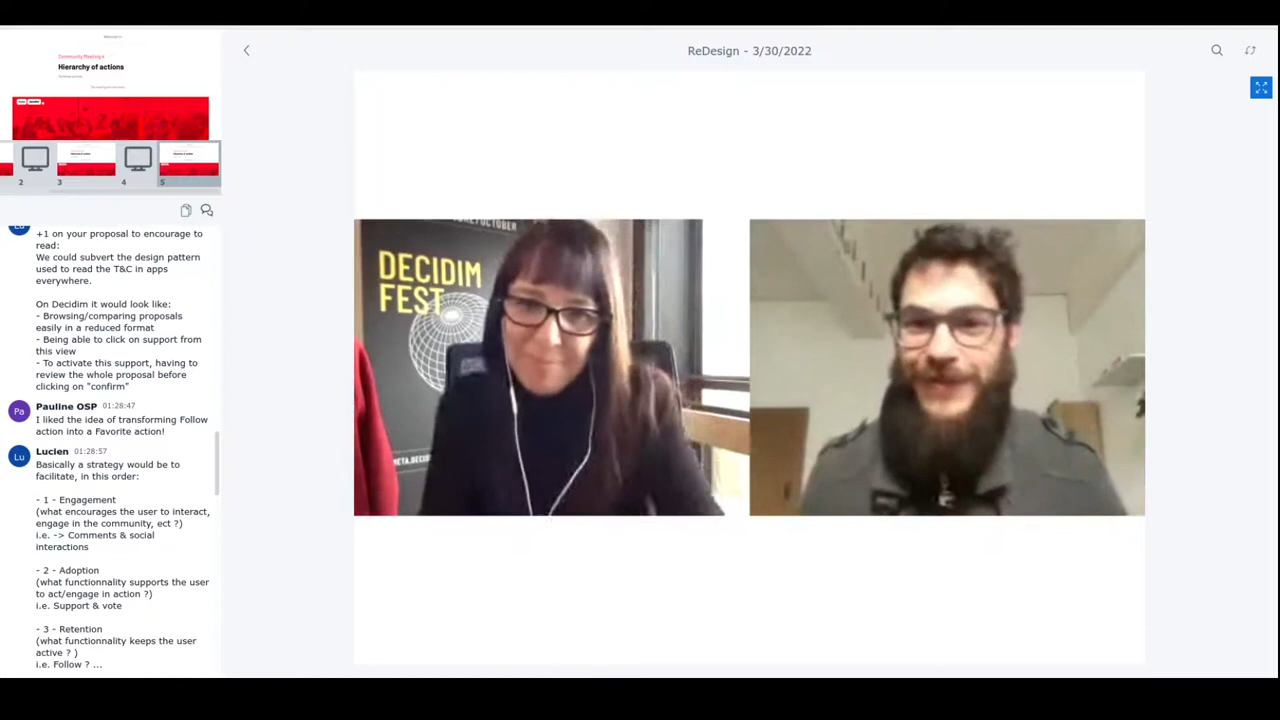 Community Meeting 4
Hierarchy of actions
2
3
4
5
+1 on your proposal to encourage to
read:
We could subvert the design pattern
used to read the T&C in apps
everywhere.
On Decidim it would look like:
- Browsing/comparing proposals
easily in a reduced format
- Being able to click on support from
this view
- To activate this support, having to
review the whole proposal before
clicking on "confirm"
Pa
Pauline OSP 01:28:47
I liked the idea of transforming Follow
action into a Favorite action!
Lu
Lucien 01:28:57
Basically a strategy would be to
facilitate, in this order:
- 1 - Engagement
(what encourages the user to interact,
engage in the community, ect ?)
i.e. -> Comments & social
interactions
- 2 - Adoption
(what functionnality supports the user
to act/engage in action ?)
i.e. Support & vote
- 3 - Retention
(what functionnality keeps the user
active ? )
i.e. Follow ? ...
ReDesign - 3/30/2022
OCTOBER
DECIDIM
FEST
META.DECID